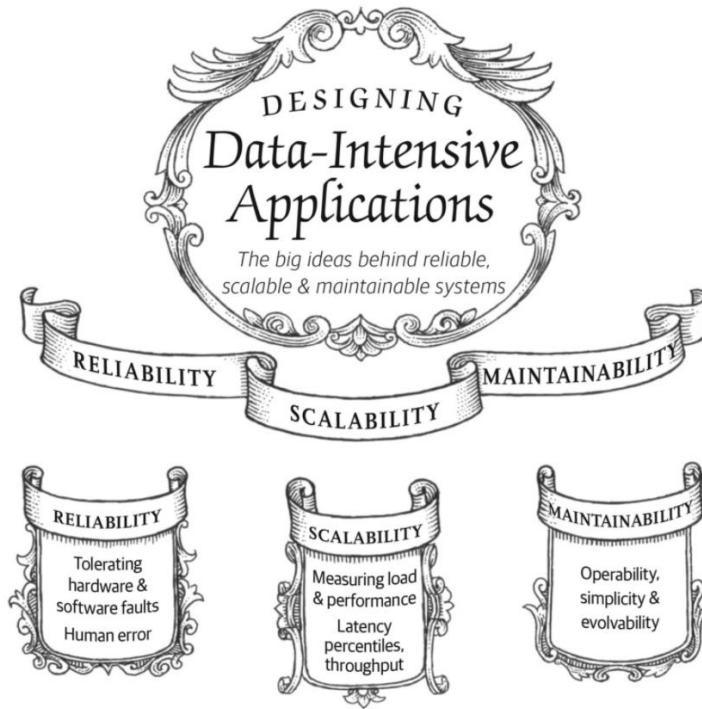 DESIGNING
Data-Intensive
Applications
The big ideas behind reliable,
scalable & maintainable systems
RELIABILITY
SCALABILITY
MAINTAINABILITY
RELIABILITY
Tolerating
hardware &
software faults
Human error
SCALABILITY
Measuring load
& performance
Latency
percentiles,
throughput
MAINTAINABILITY
Operability,
simplicity &
evolvability